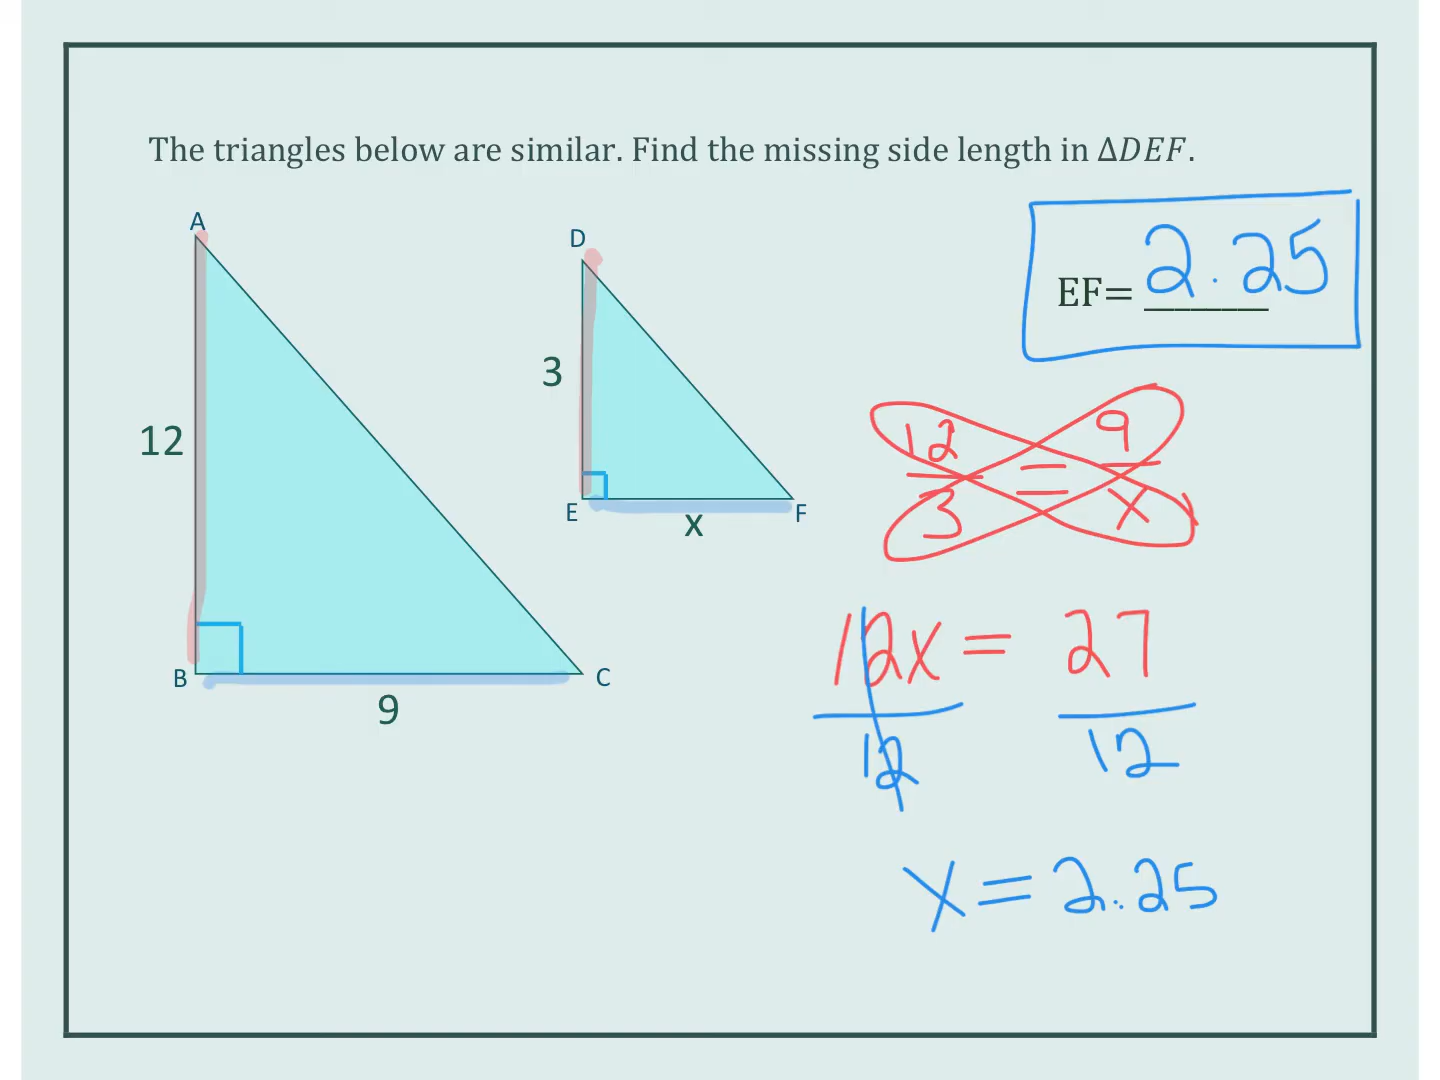 The triangles below are similar. Find the missing side length in ΔDEF.
A
D
EF= 2.25
3
12
12/3 = 9/x
E
x
F
12x = 27
12 12
B
C
9
x = 2.25